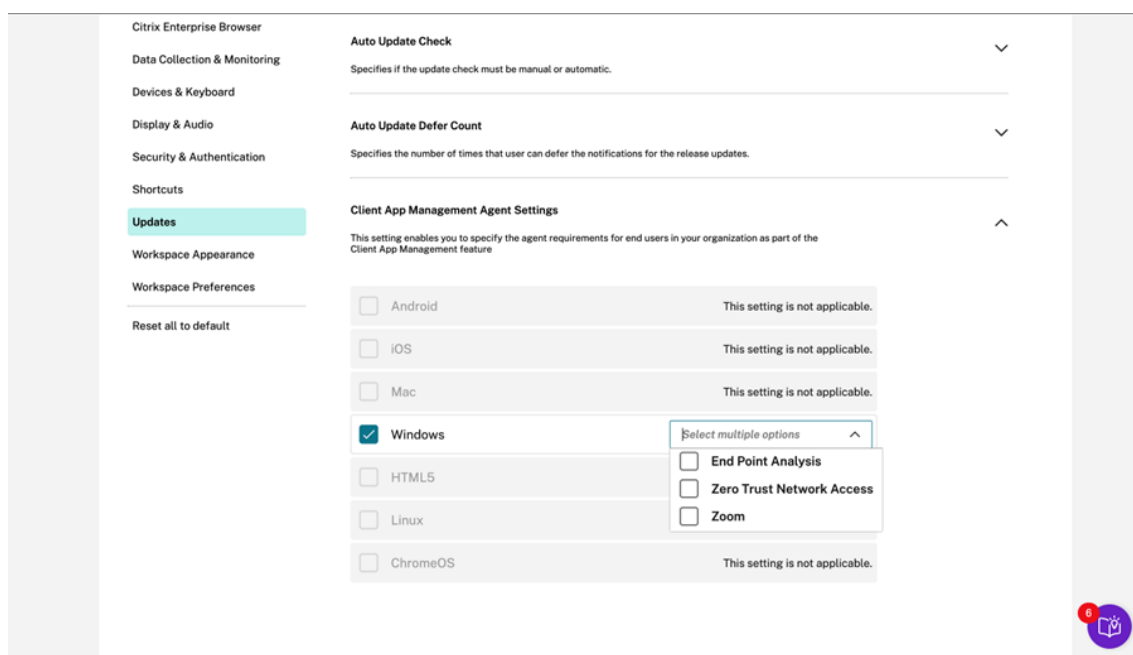 Citrix Enterprise Browser
Data Collection & Monitoring
Devices & Keyboard
Display & Audio
Security & Authentication
Shortcuts
Updates
Workspace Appearance
Workspace Preferences
Reset all to default
Auto Update Check
Specifies if the update check must be manual or automatic.
Auto Update Defer Count
Specifies the number of times that user can defer the notifications for the release updates.
Client App Management Agent Settings
This setting enables you to specify the agent requirements for end users in your organization as part of the
Client App Management feature
Android This setting is not applicable.
iOS This setting is not applicable.
Mac This setting is not applicable.
Windows Select multiple options
End Point Analysis
Zero Trust Network Access
Zoom
HTML5
Linux
ChromeOS This setting is not applicable.
6